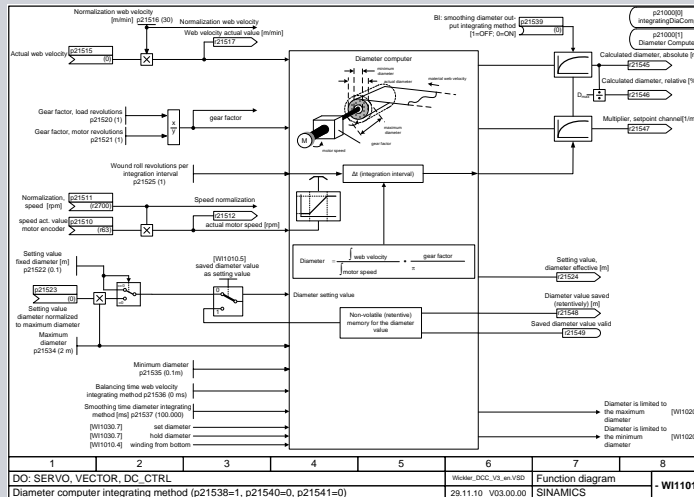 Normalization web velocity
[m/min] p21516 (30)
Normalization web velocity
Web velocity actual value [m/min]
r21517
Actual web velocity
p21515
(0)
BI: smoothing diameter out-
put integrating method
[1=OFF; 0=ON]
p21539
(0)
p21000[0]
integratingDiaCom
p21000[1]
Diameter Compute
Calculated diameter, absolute [m
r21545
Calculated diameter, relative [%
r21546
Multiplier, setpoint channel[1/m
r21547
Diameter computer
minimum
diameter
actual diameter
material web velocity
maximum
diameter
gear factor
M
motor speed
Gear factor, load revolutions
p21520 (1)
Gear factor, motor revolutions
p21521 (1)
x
y
gear factor
Wound roll revolutions per
integration interval
p21525 (1)
Δt (integration interval)
Normalization,
speed [rpm]
p21511
(r2700)
Speed normalization
r21512
actual motor speed [rpm]
speed act. value
motor encoder
p21510
(r63)
Diameter = ∫ web velocity / ∫ motor speed * gear factor / π
Setting value
fixed diameter [m]
p21522 (0.1)
p21523
(0)
Setting value
diameter normalized
to maximum diameter
[WI1010.5]
saved diameter value
as setting value
0
1
Diameter setting value
Setting value,
diameter effective [m]
r21524
Non-volatile (retentive)
memory for the diameter
value
Diameter value saved
(retentively) [m]
r21548
Saved diameter value valid
r21549
Maximum
diameter
p21534 (2 m)
Minimum diameter
p21535 (0.1m)
Balancing time web velocity
integrating method p21536 (0 ms)
Smoothing time diameter integrating
method [ms] p21537 (100.000)
[WI1030.7] set diameter
[WI1030.7] hold diameter
[WI1010.4] winding from bottom
Diameter is limited to
the maximum
diameter
[WI1020
Diameter is limited to
the minimum
diameter
[WI1020
1 2 3 4 5 6 7 8
DO: SERVO, VECTOR, DC_CTRL
Wickler_DCC_V3_en.VSD
Function diagram
- WI1101
Diameter computer integrating method (p21538=1, p21540=0, p21541=0)
29.11.10 V03.00.00
SINAMICS